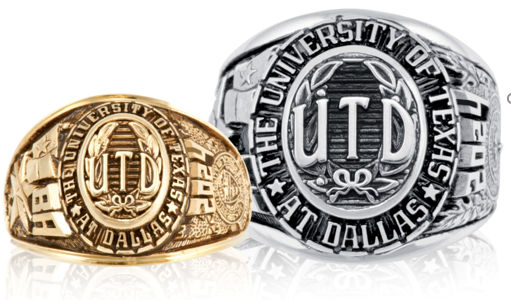 THE UNIVERSITY OF TEXAS
★ AT DALLAS ★
UTD
THE UNIVERSITY OF TEXAS
★ AT DALLAS ★
UTD